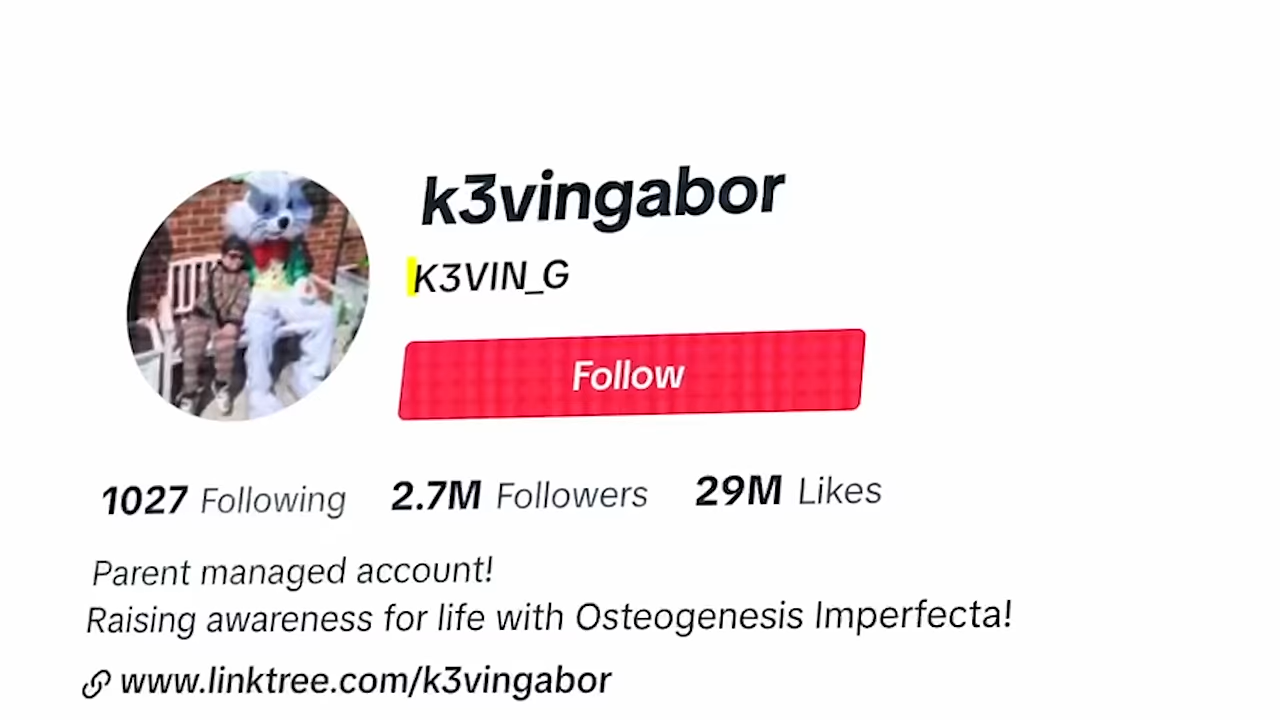 k3vingabor
K3VIN_G
Follow
1027 Following 2.7M Followers 29M Likes
Parent managed account!
Raising awareness for life with Osteogenesis Imperfecta!
www.linktree.com/k3vingabor